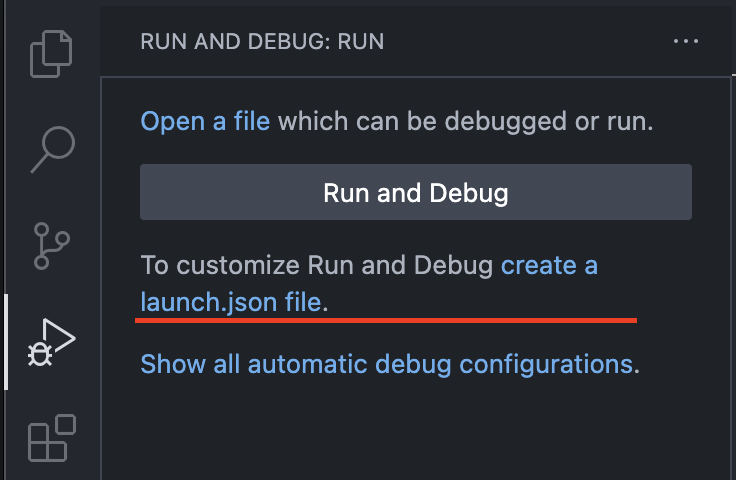 RUN AND DEBUG: RUN
Open a file which can be debugged or run.
Run and Debug
To customize Run and Debug create a
launch.json file.
Show all automatic debug configurations.